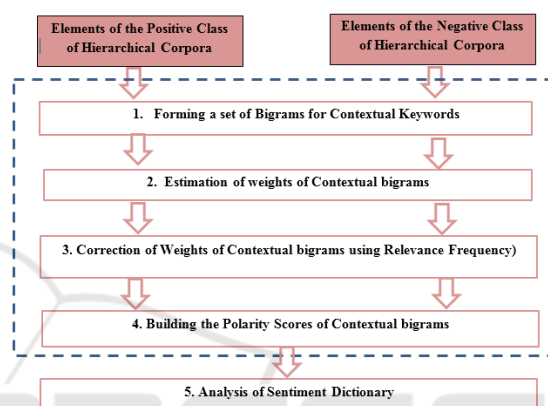 Elements of the Positive Class
of Hierarchical Corpora
Elements of the Negative Class
of Hierarchical Corpora
1. Forming a set of Bigrams for Contextual Keywords
2. Estimation of weights of Contextual bigrams
3. Correction of Weights of Contextual bigrams using Relevance Frequency)
4. Building the Polarity Scores of Contextual bigrams
5. Analysis of Sentiment Dictionary